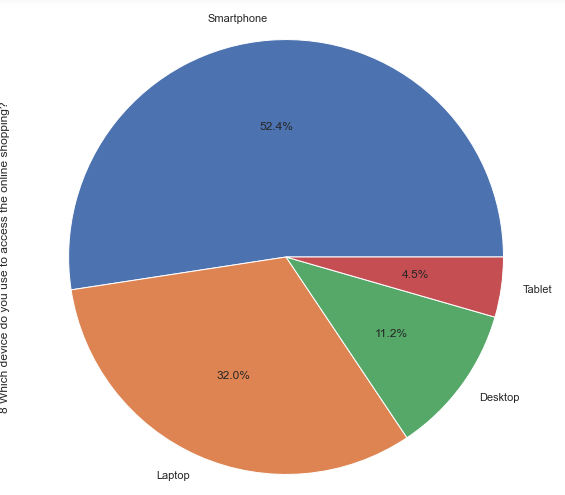 Smartphone
52.4%
8 Which device do you use to access the online shopping?
4.5%
Tablet
11.2%
32.0%
Desktop
Laptop